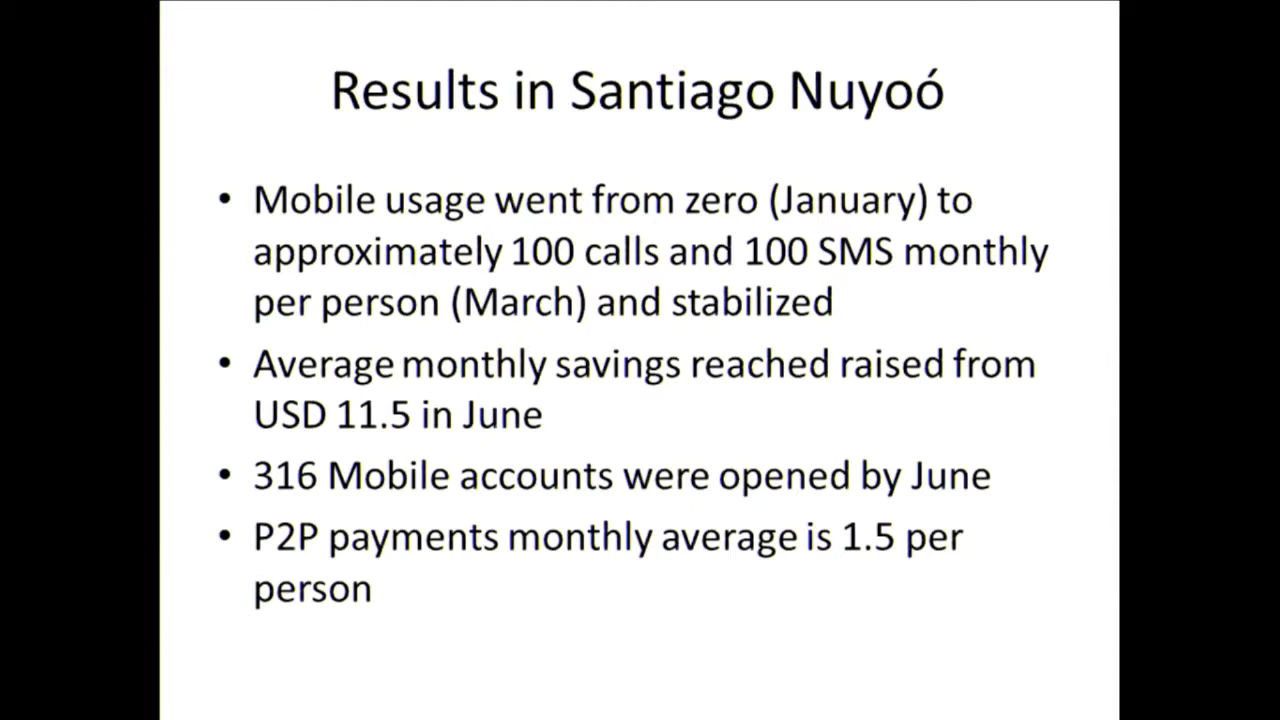 Results in Santiago Nuyoó
• Mobile usage went from zero (January) to
approximately 100 calls and 100 SMS monthly
per person (March) and stabilized
• Average monthly savings reached raised from
USD 11.5 in June
• 316 Mobile accounts were opened by June
• P2P payments monthly average is 1.5 per
person